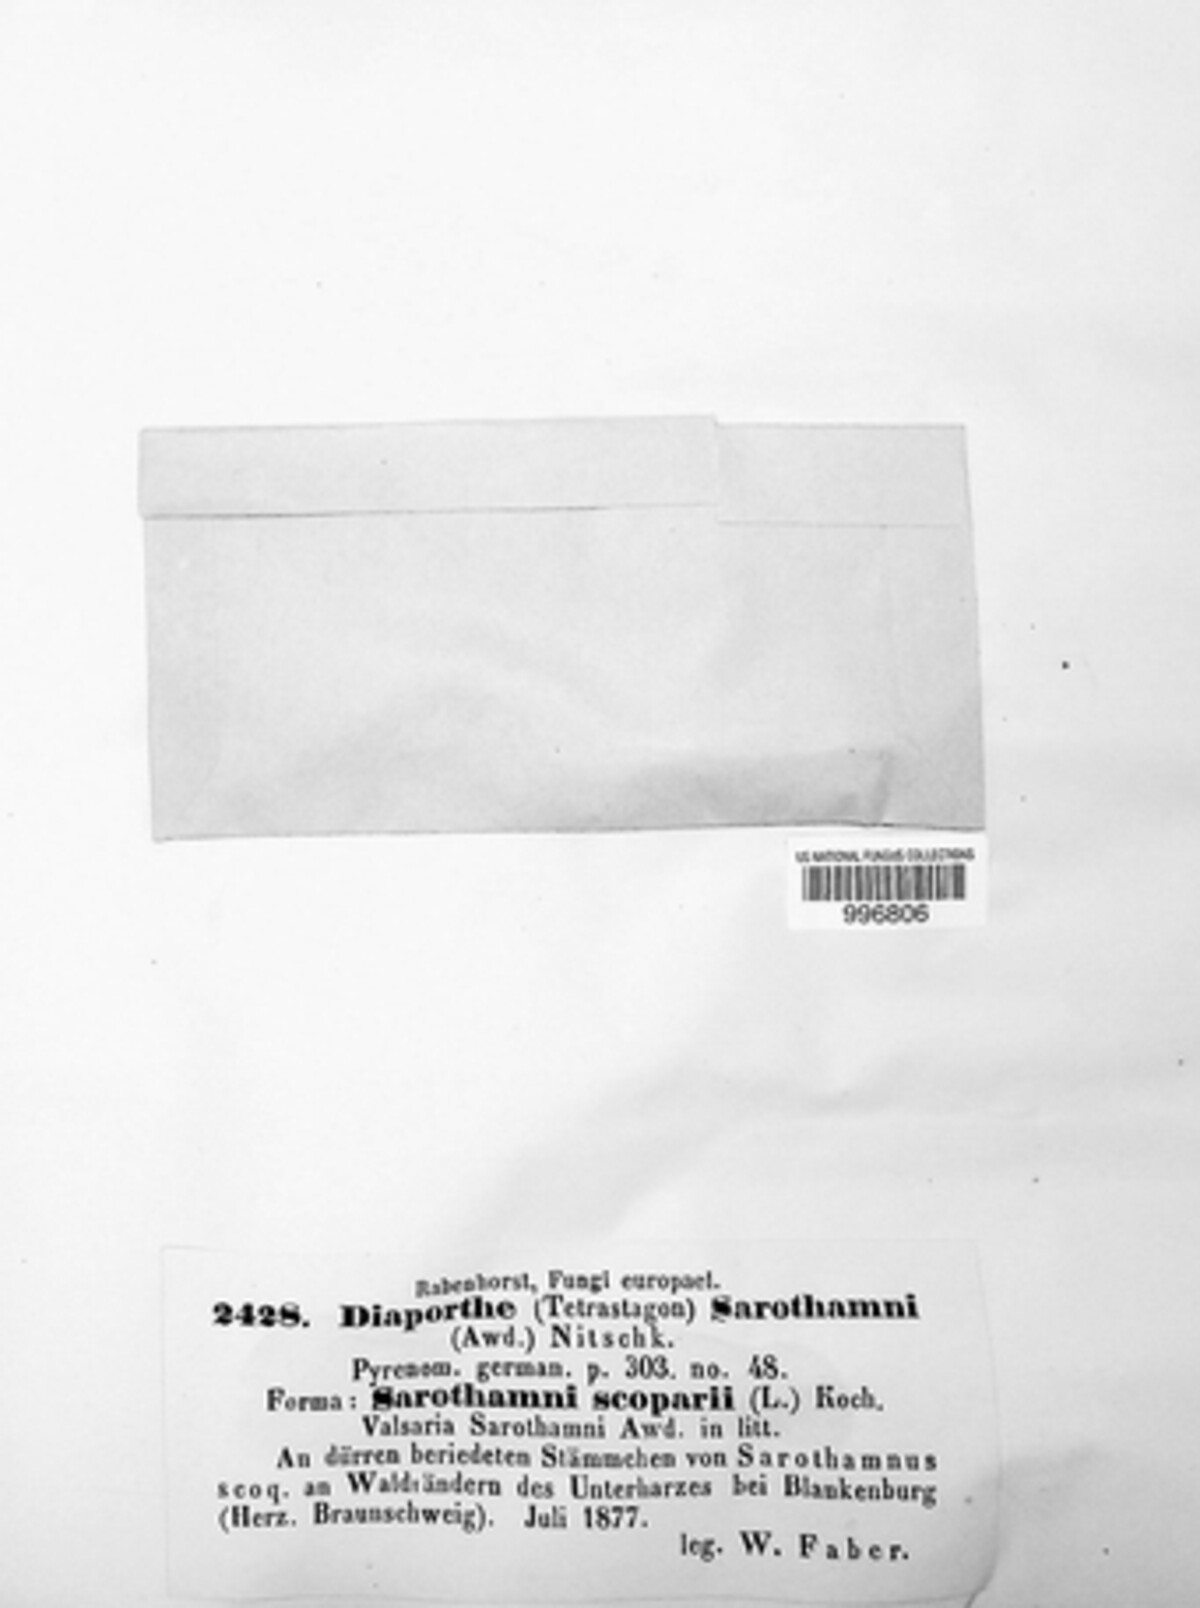 US NATIONAL FUNGUS COLLECTIONS
996806
Rabenhorst, Fungi europaei.
2428. Diaporthe (Tetrastagon) Sarothamni
(Awd.) Nitschk.
Pyrenom. german. p. 303. no. 48.
Forma: Sarothamni scoparii (L.) Koch.
Valsaria Sarothamni Awd. in litt.
An dürren berindeten Stämmchen von Sarothamnus
scop. an Waldrändern des Unterharzes bei Blankenburg
(Herz. Braunschweig). Juli 1877.
leg. W. Faber.